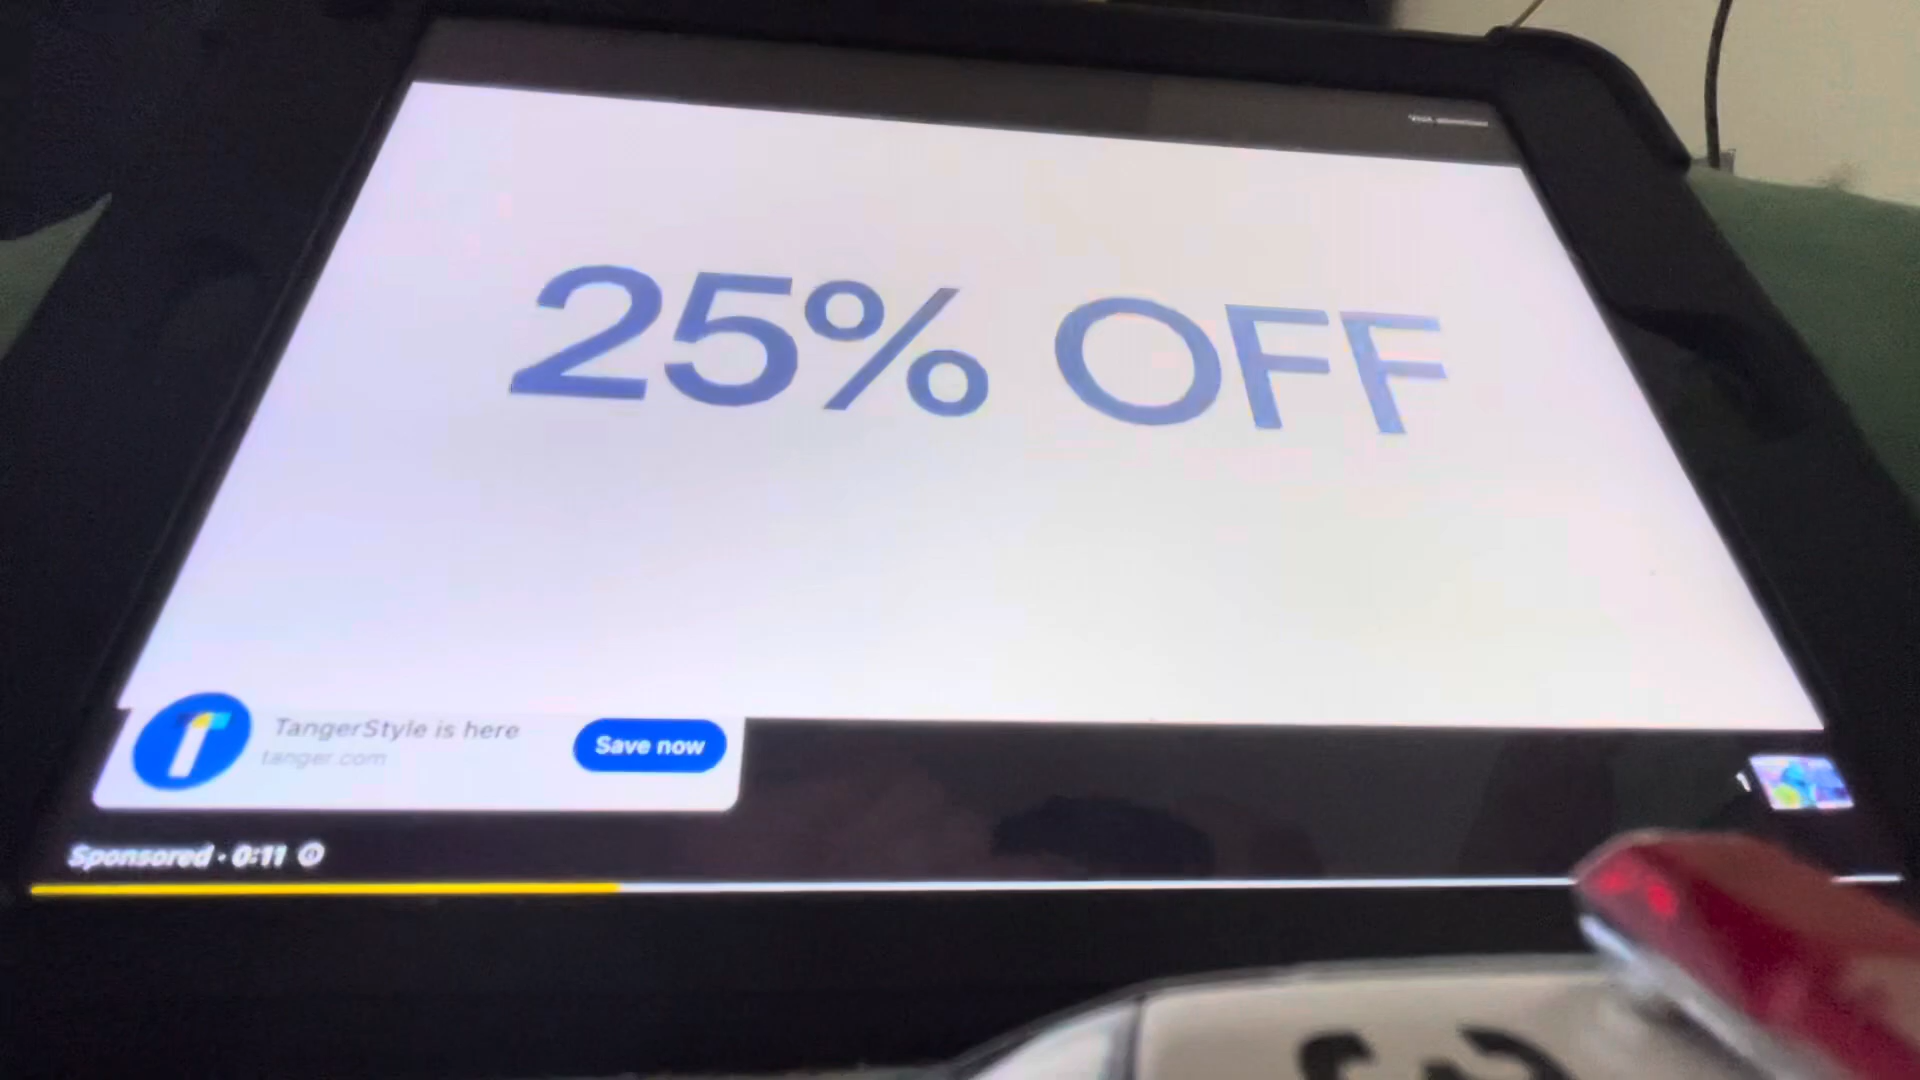 25% OFF
TangerStyle is here
tanger.com
Save now
Sponsored · 0:11